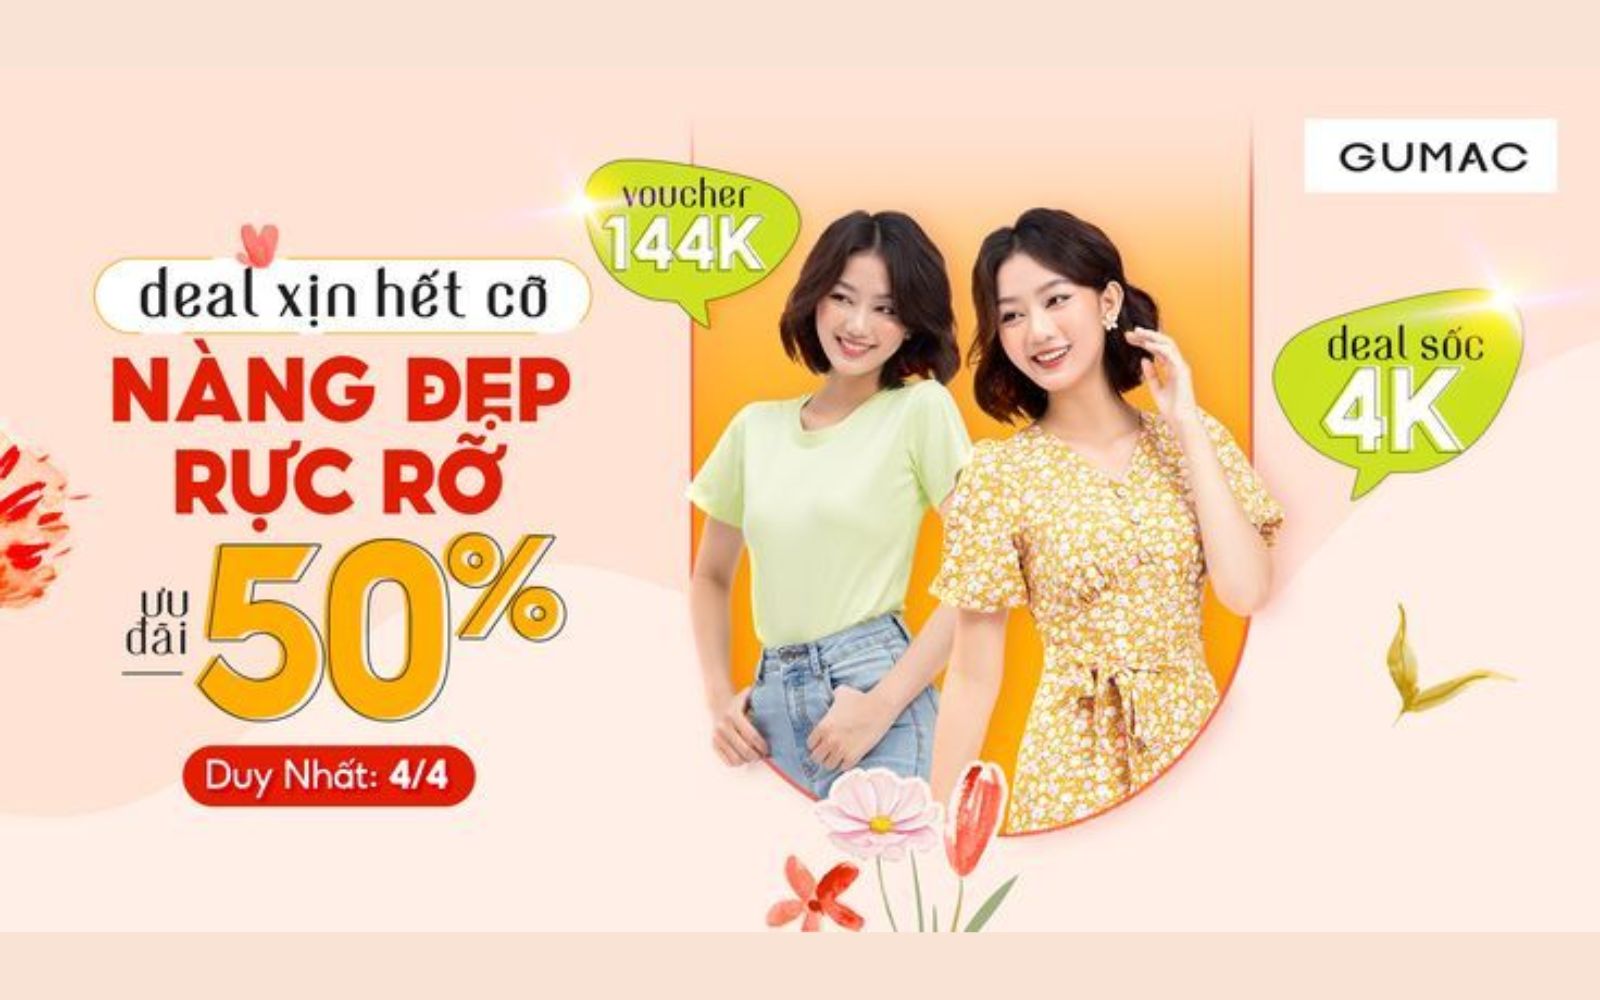 deal xịn hết cỡ
NÀNG ĐẸP
RỰC RỠ
ưu
đãi
50%
Duy Nhất: 4/4
voucher
144K
GUMAC
deal sốc
4K